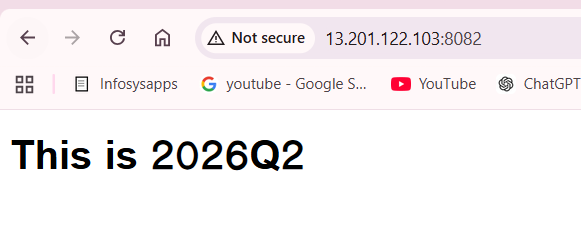 Not secure 13.201.122.103:8082
Infosysapps youtube - Google S... YouTube ChatGPT
This is 2026Q2